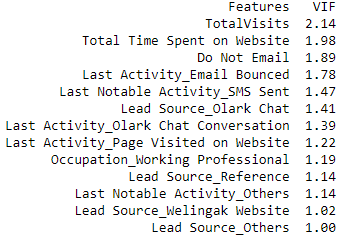 Features VIF
TotalVisits 2.14
Total Time Spent on Website 1.98
Do Not Email 1.89
Last Activity_Email Bounced 1.78
Last Notable Activity_SMS Sent 1.47
Lead Source_Olark Chat 1.41
Last Activity_Olark Chat Conversation 1.39
Last Activity_Page Visited on Website 1.22
Occupation_Working Professional 1.19
Lead Source_Reference 1.14
Last Notable Activity_Others 1.14
Lead Source_Welingak Website 1.02
Lead Source_Others 1.00